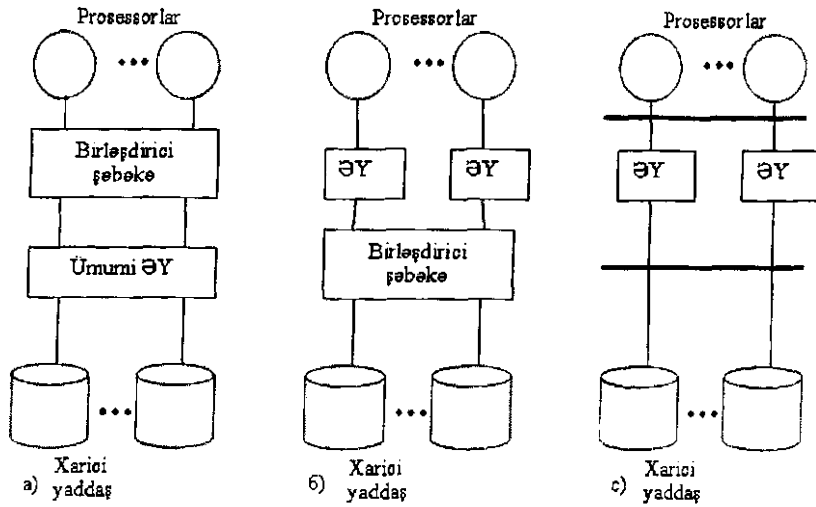 Prosessorlar
Birləşdirici
şəbəkə
Ümumi ƏY
Xarici
yaddaş
a)
Prosessorlar
ƏY
ƏY
Birləşdirici
şəbəkə
Xarici
yaddaş
б)
Prosessorlar
ƏY
ƏY
Xarici
yaddaş
c)